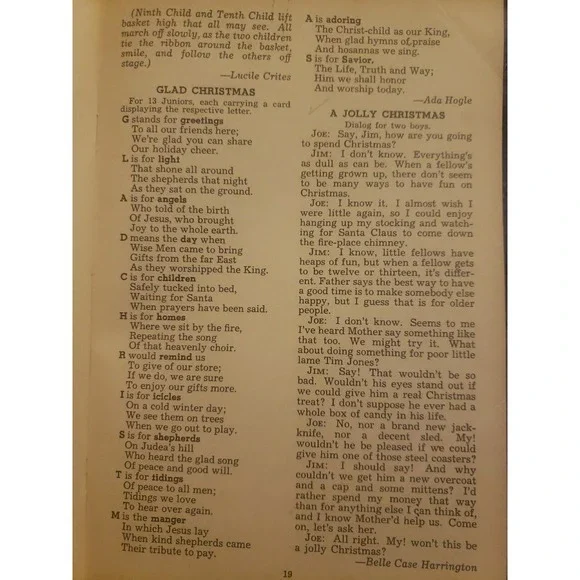 (Ninth Child and Tenth Child lift
basket high that all may see. All
march off slowly, as the two children
tie the ribbon around the basket,
smile, and follow the others off
stage.)
—Lucile Crites
GLAD CHRISTMAS
For 13 Juniors, each carrying a card
displaying the respective letter.
G stands for greetings
To all our friends here;
We're glad you can share
Our holiday cheer.
L is for light
That shone all around
The shepherds that night
As they sat on the ground.
A is for angels
Who told of the birth
Of Jesus, who brought
Joy to the whole earth.
D means the day when
Wise Men came to bring
Gifts from the far East
As they worshipped the King.
C is for children
Safely tucked into bed,
Waiting for Santa
When prayers have been said.
H is for homes
Where we sit by the fire,
Repeating the song
Of that heavenly choir.
R would remind us
To give of our store;
If we do, we are sure
To enjoy our gifts more.
I is for icicles
On a cold winter day;
We see them on trees
When we go out to play.
S is for shepherds
On Judea's hill
Who heard the glad song
Of peace and good will.
T is for tidings
Of peace to all men;
Tidings we love
To hear over again.
M is the manger
In which Jesus lay
When kind shepherds came
Their tribute to pay.
A is adoring
The Christ-child as our King,
When glad hymns of praise
And hosannas we sing.
S is for Savior.
The Life, Truth and Way;
Him we shall honor
And worship today.
—Ada Hogle
A JOLLY CHRISTMAS
Dialog for two boys.
JOE: Say, Jim, how are you going
to spend Christmas?
JIM: I don't know. Everything's
as dull as can be. When a fellow's
getting grown up, there don't seem
to be many ways to have fun on
Christmas.
JOE: I know it. I almost wish I
were little again, so I could enjoy
hanging up my stocking and watch-
ing for Santa Claus to come down
the fire-place chimney.
JIM: I know, little fellows have
heaps of fun, but when a fellow gets
to be twelve or thirteen, it's differ-
ent. Father says the best way to have
a good time is to make somebody else
happy, but I guess that is for older
people.
JOE: I don't know. Seems to me
I've heard Mother say something like
that too. We might try it. What
about doing something for poor little
lame Tim Jones?
JIM: Say! That wouldn't be so
bad. Wouldn't his eyes stand out if
we could give him a real Christmas
treat? I don't suppose he ever had a
whole box of candy in his life.
JOE: No, nor a brand new jack-
knife, nor a decent sled. My!
wouldn't he be pleased if we could
give him one of those steel coasters?
JIM: I should say! And why
couldn't we get him a new overcoat
and a cap and some mittens? I'd
rather spend my money that way
than for anything else I can think of,
and I know Mother'd help us. Come
on, let's ask her.
JOE: All right. My! won't this be
a jolly Christmas?
—Belle Case Harrington
19